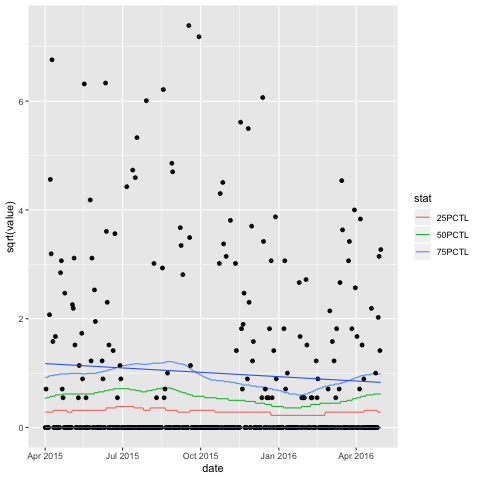 sqrt(value)
6
4
2
0
Apr 2015
Jul 2015
Oct 2015
Jan 2016
Apr 2016
date
stat
25PCTL
50PCTL
75PCTL